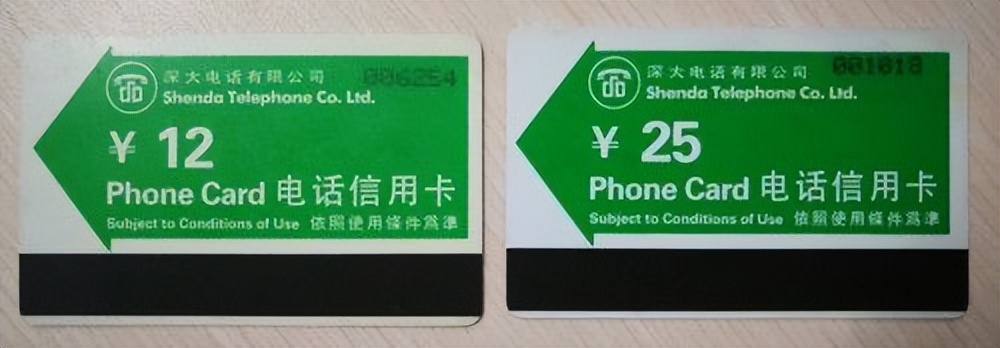 深大电话有限公司 006254
Shenda Telephone Co. Ltd.
¥ 12
Phone Card 电话信用卡
Subject to Conditions of Use 依照使用條件爲準
深大电话有限公司 001018
Shenda Telephone Co. Ltd.
¥ 25
Phone Card 电话信用卡
Subject to Conditions of Use 依照使用條件爲準